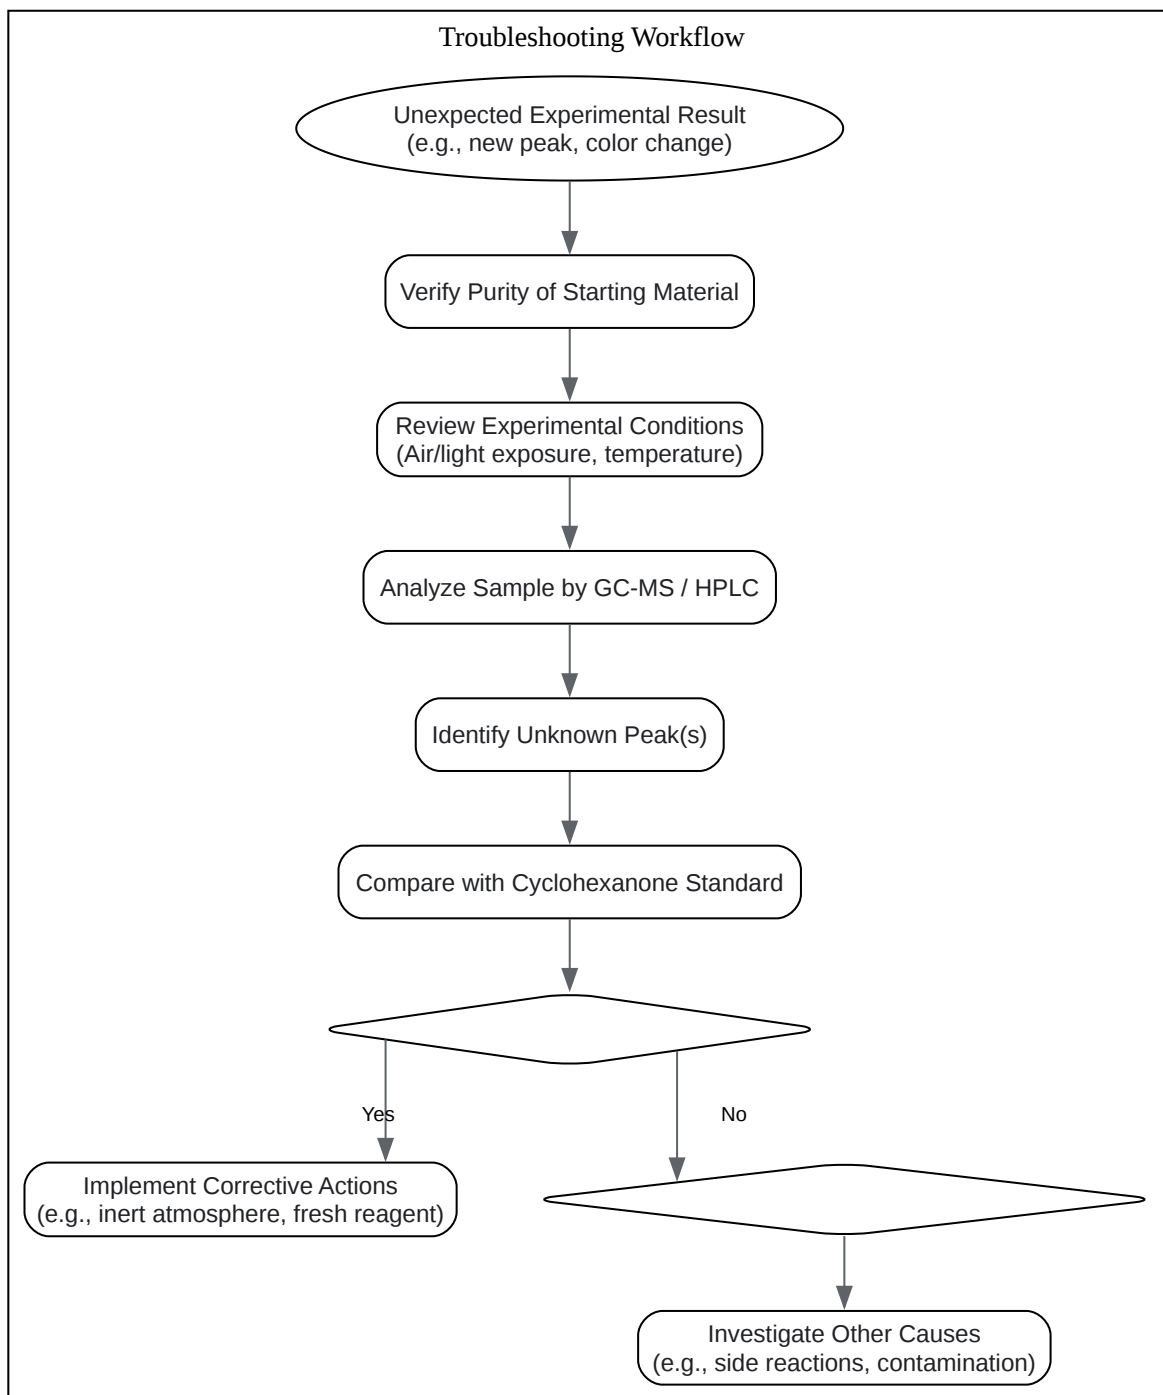 Troubleshooting Workflow
Unexpected Experimental Result
(e.g., new peak, color change)
Verify Purity of Starting Material
Review Experimental Conditions
(Air/light exposure, temperature)
Analyze Sample by GC-MS / HPLC
Identify Unknown Peak(s)
Compare with Cyclohexanone Standard
Yes
No
Implement Corrective Actions
(e.g., inert atmosphere, fresh reagent)
Investigate Other Causes
(e.g., side reactions, contamination)